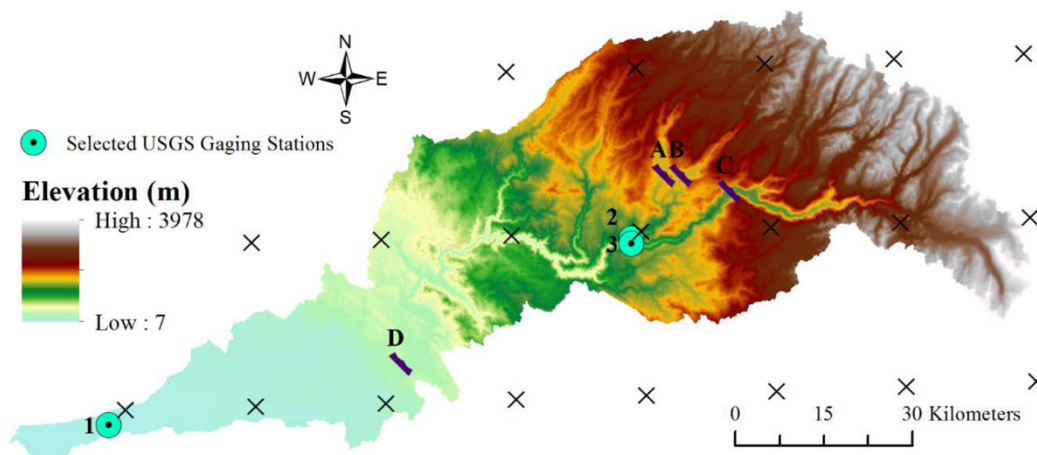 N
W E
S
Selected USGS Gaging Stations
Elevation (m)
High : 3978
Low : 7
A B
C
2
3
D
1
0 15 30 Kilometers